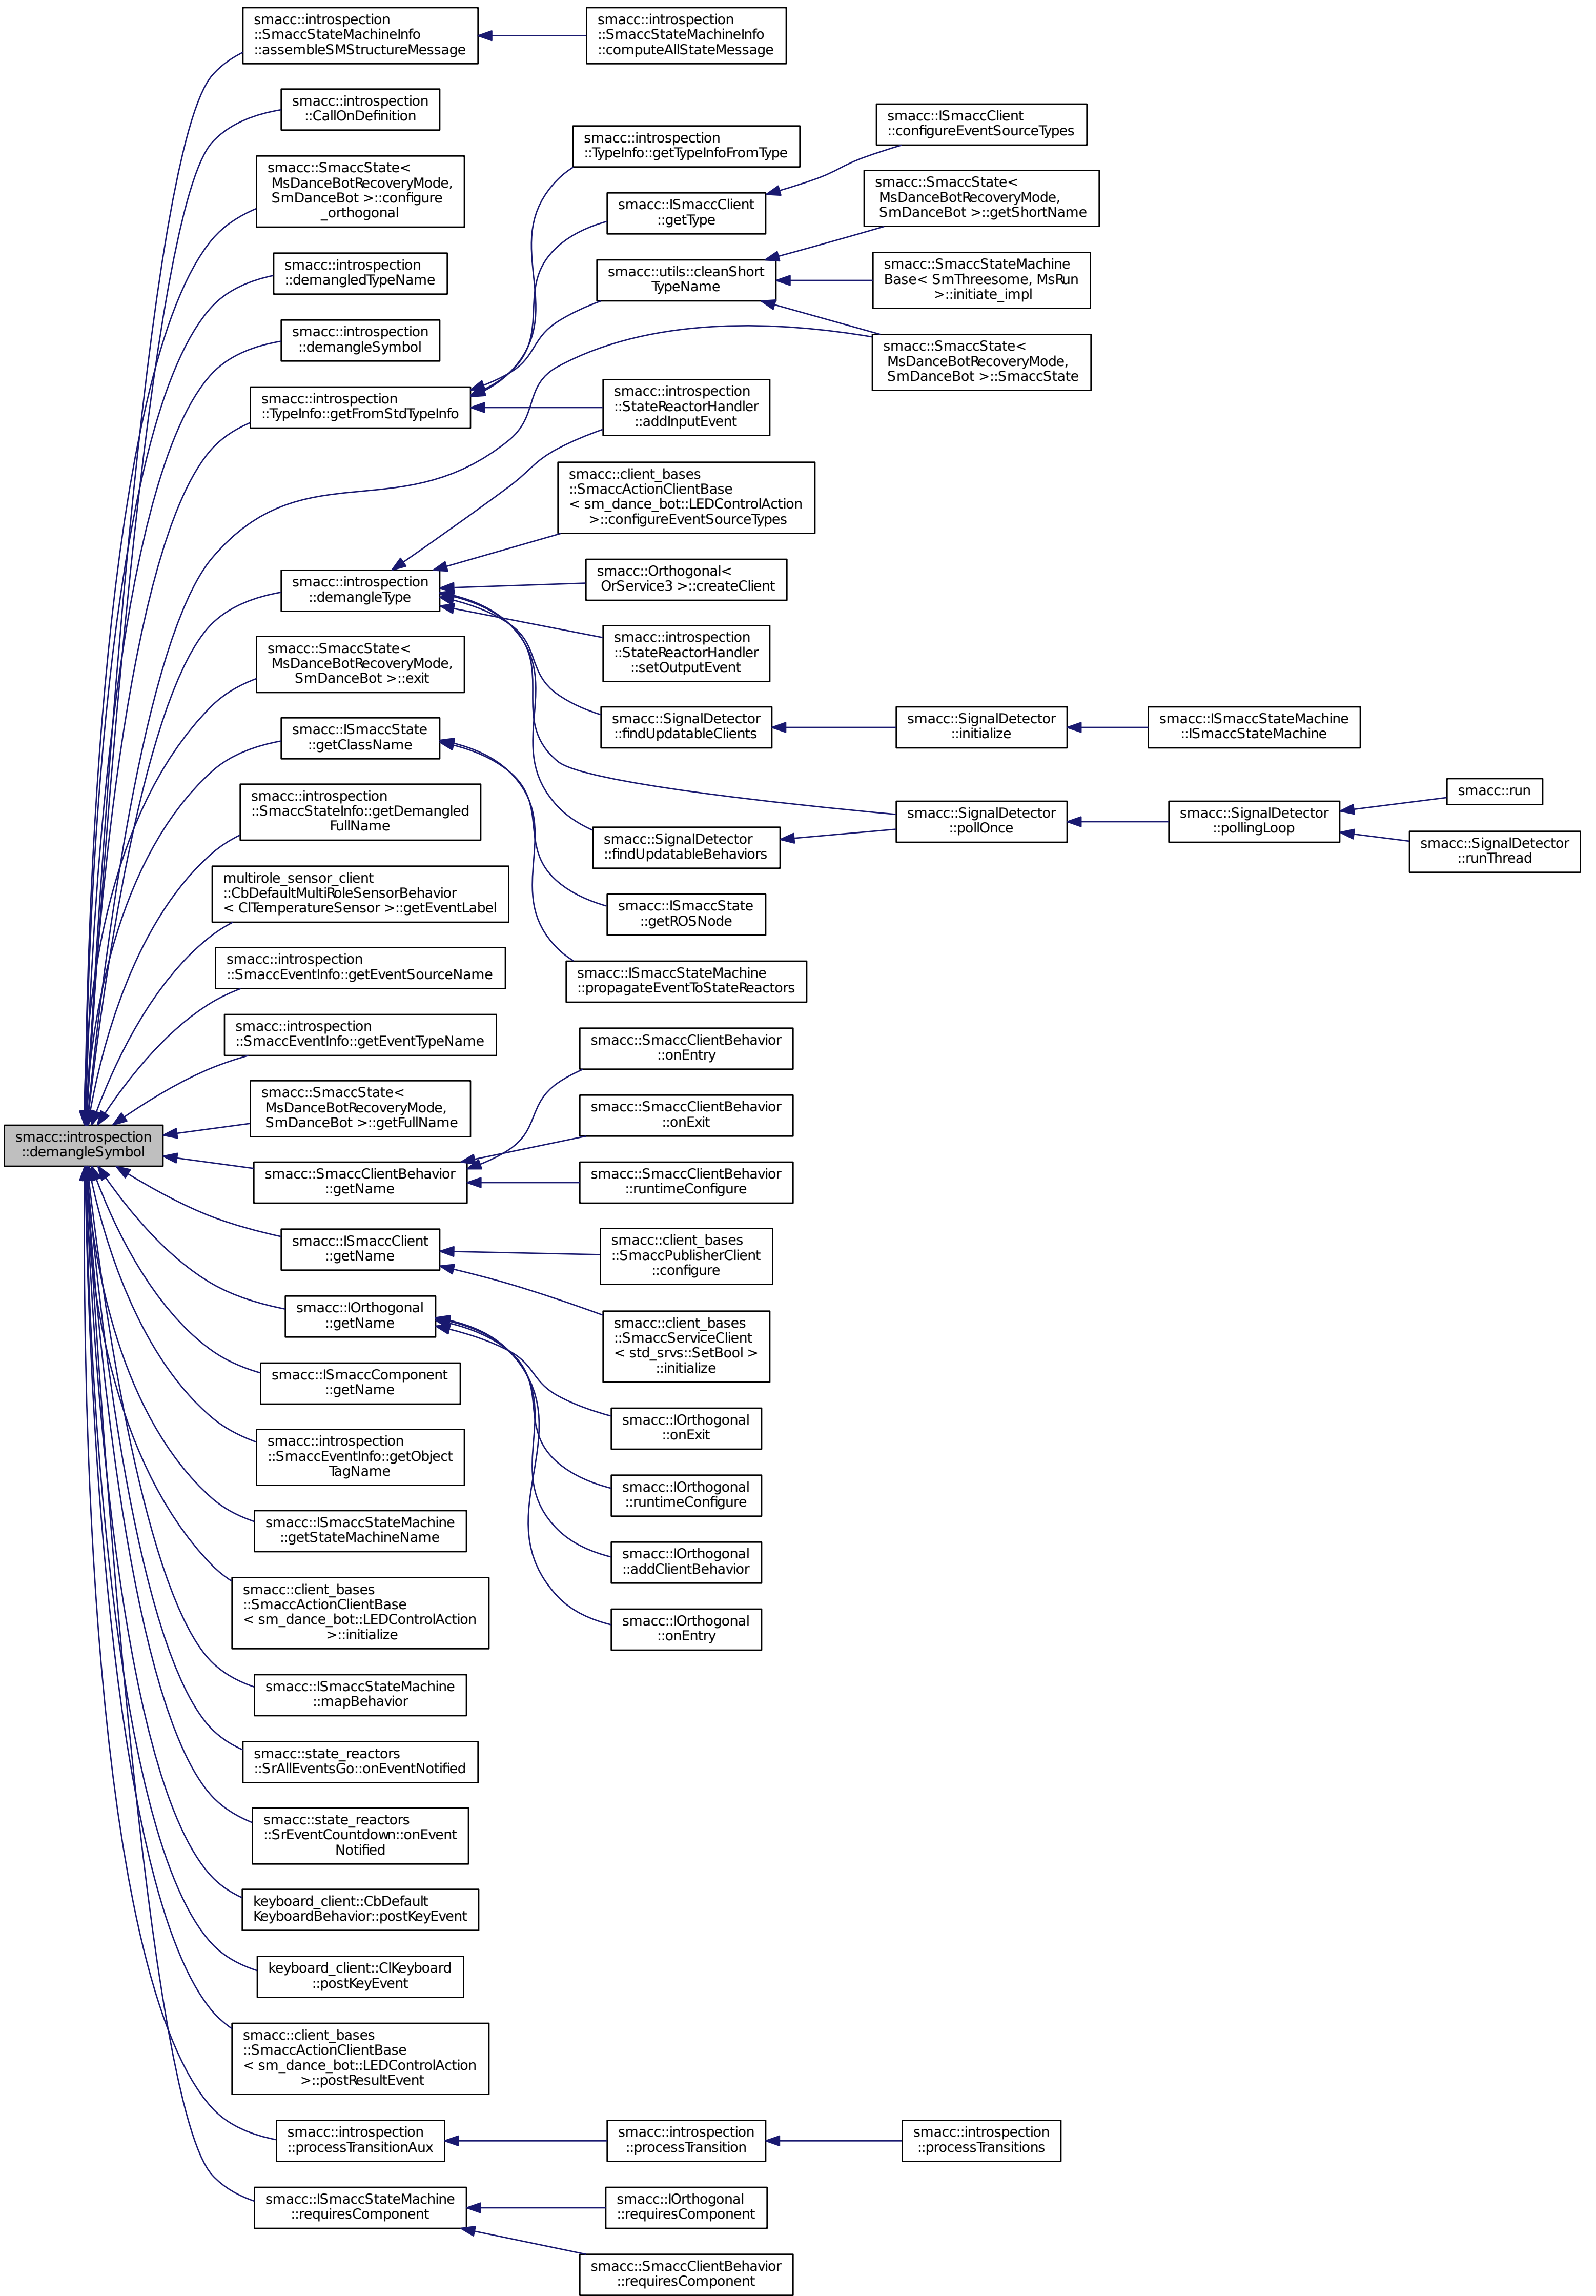 smacc::introspection
::SmaccStateMachineInfo
::assembleSMStructureMessage
smacc::introspection
::SmaccStateMachineInfo
::computeAllStateMessage
smacc::introspection
::CallOnDefinition
smacc::ISmaccClient
::configureEventSourceTypes
smacc::introspection
::TypeInfo::getTypeInfoFromType
smacc::SmaccState<
MsDanceBotRecoveryMode,
SmDanceBot >::configure
_orthogonal
smacc::ISmaccClient
::getType
smacc::SmaccState<
MsDanceBotRecoveryMode,
SmDanceBot >::getShortName
smacc::introspection
::demangledTypeName
smacc::utils::cleanShort
TypeName
smacc::SmaccStateMachine
Base< SmThreesome, MsRun
>::initiate_impl
smacc::introspection
::demangleSymbol
smacc::SmaccState<
MsDanceBotRecoveryMode,
SmDanceBot >::SmaccState
smacc::introspection
::TypeInfo::getFromStdTypeInfo
smacc::introspection
::StateReactorHandler
::addInputEvent
smacc::client_bases
::SmaccActionClientBase
< sm_dance_bot::LEDControlAction
>::configureEventSourceTypes
smacc::introspection
::demangleType
smacc::Orthogonal<
OrService3 >::createClient
smacc::introspection
::StateReactorHandler
::setOutputEvent
smacc::SmaccState<
MsDanceBotRecoveryMode,
SmDanceBot >::exit
smacc::ISmaccState
::getClassName
smacc::SignalDetector
::findUpdatableClients
smacc::SignalDetector
::initialize
smacc::ISmaccStateMachine
::ISmaccStateMachine
smacc::introspection
::SmaccStateInfo::getDemangled
FullName
smacc::SignalDetector
::findUpdatableBehaviors
smacc::SignalDetector
::pollOnce
smacc::SignalDetector
::pollingLoop
smacc::run
smacc::SignalDetector
::runThread
multirole_sensor_client
::CbDefaultMultiRoleSensorBehavior
< ClTemperatureSensor >::getEventLabel
smacc::ISmaccState
::getROSNode
smacc::introspection
::SmaccEventInfo::getEventSourceName
smacc::ISmaccStateMachine
::propagateEventToStateReactors
smacc::introspection
::SmaccEventInfo::getEventTypeName
smacc::SmaccClientBehavior
::onEntry
smacc::SmaccState<
MsDanceBotRecoveryMode,
SmDanceBot >::getFullName
smacc::SmaccClientBehavior
::onExit
smacc::introspection
::demangleSymbol
smacc::SmaccClientBehavior
::getName
smacc::SmaccClientBehavior
::runtimeConfigure
smacc::ISmaccClient
::getName
smacc::client_bases
::SmaccPublisherClient
::configure
smacc::IOrthogonal
::getName
smacc::client_bases
::SmaccServiceClient
< std_srvs::SetBool >
::initialize
smacc::ISmaccComponent
::getName
smacc::IOrthogonal
::onExit
smacc::introspection
::SmaccEventInfo::getObject
TagName
smacc::IOrthogonal
::runtimeConfigure
smacc::ISmaccStateMachine
::getStateMachineName
smacc::IOrthogonal
::addClientBehavior
smacc::client_bases
::SmaccActionClientBase
< sm_dance_bot::LEDControlAction
>::initialize
smacc::IOrthogonal
::onEntry
smacc::ISmaccStateMachine
::mapBehavior
smacc::state_reactors
::SrAllEventsGo::onEventNotified
smacc::state_reactors
::SrEventCountdown::onEvent
Notified
keyboard_client::CbDefault
KeyboardBehavior::postKeyEvent
keyboard_client::ClKeyboard
::postKeyEvent
smacc::client_bases
::SmaccActionClientBase
< sm_dance_bot::LEDControlAction
>::postResultEvent
smacc::introspection
::processTransitionAux
smacc::introspection
::processTransition
smacc::introspection
::processTransitions
smacc::ISmaccStateMachine
::requiresComponent
smacc::IOrthogonal
::requiresComponent
smacc::SmaccClientBehavior
::requiresComponent